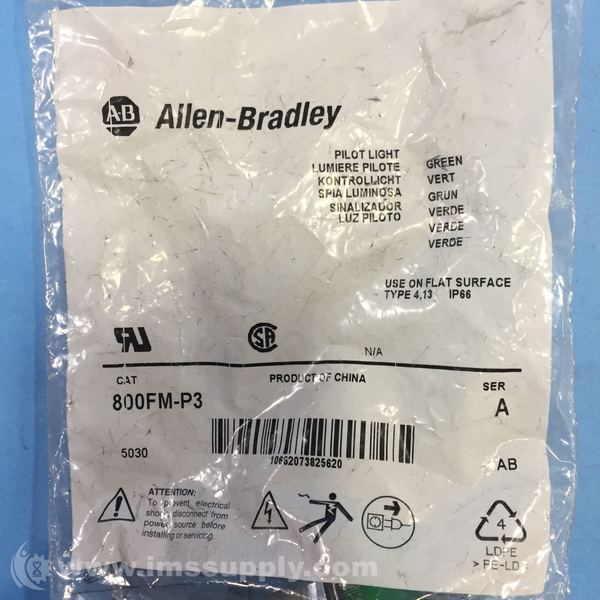 A-B Allen-Bradley
PILOT LIGHT GREEN
LUMIERE PILOTE VERT
KONTROLLICHT GRUN
SPIA LUMINOSA VERDE
SINALIZADOR VERDE
LUZ PILOTO VERDE
USE ON FLAT SURFACE
TYPE 4,13 IP66
N/A
CAT PRODUCT OF CHINA SER
800FM-P3 A
10662073825620
5030 AB
ATTENTION:
To prevent electrical
shock, disconnect from
power source before
installing or servicing.
4
LDPE
> PE-LD <
www.imssupply.com